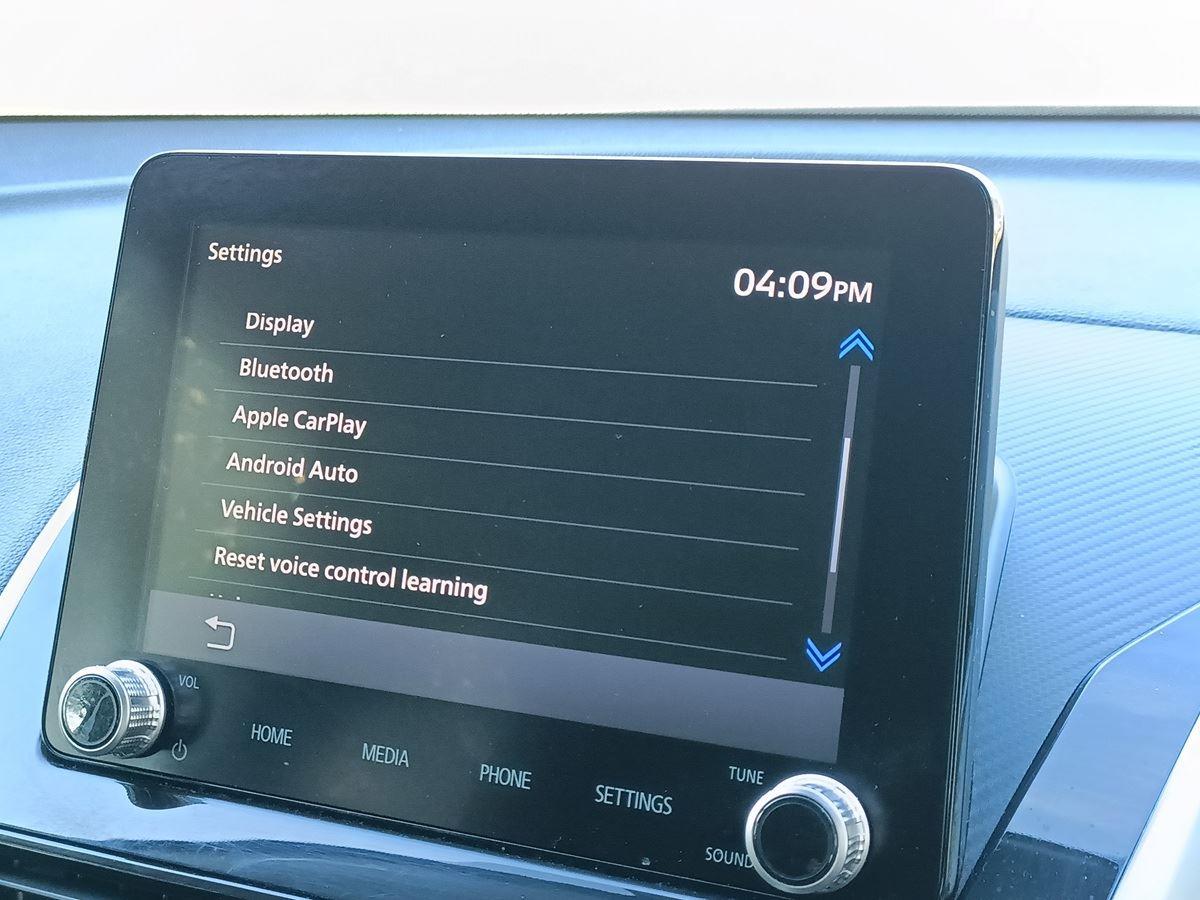 Settings
04:09PM
Display
Bluetooth
Apple CarPlay
Android Auto
Vehicle Settings
Reset voice control learning
VOL
HOME
MEDIA
PHONE
SETTINGS
TUNE
SOUND